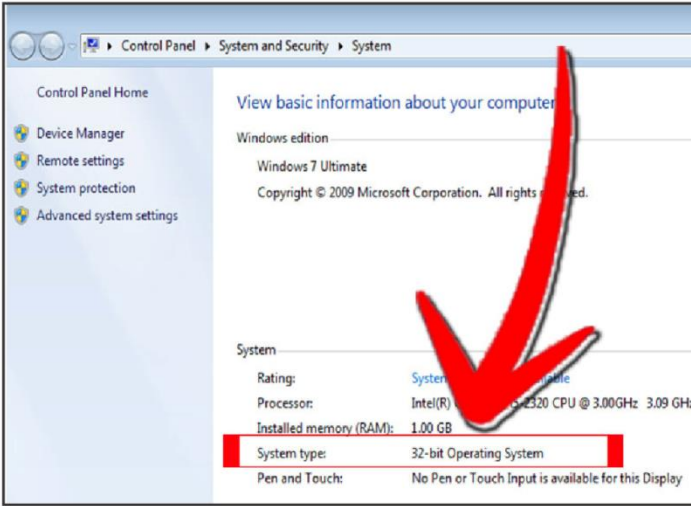 Control Panel ▸ System and Security ▸ System
Control Panel Home
Device Manager
Remote settings
System protection
Advanced system settings
View basic information about your computer
Windows edition
Windows 7 Ultimate
Copyright © 2009 Microsoft Corporation. All rights
System
Rating:
Processor: Intel(R) 2320 CPU @ 3.00GHz 3.09 GHz
Installed memory (RAM): 1.00 GB
System type: 32-bit Operating System
Pen and Touch: No Pen or Touch Input is available for this Display